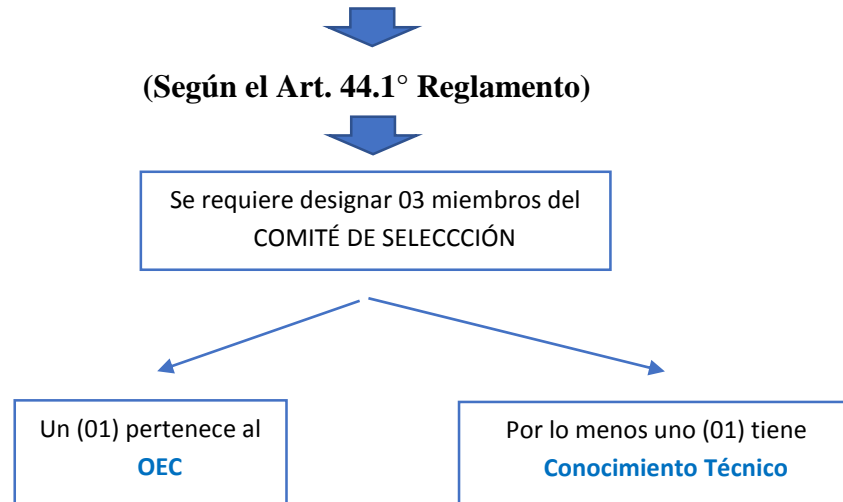 (Según el Art. 44.1° Reglamento)
Se requiere designar 03 miembros del
COMITÉ DE SELECCCIÓN
Un (01) pertenece al
OEC
Por lo menos uno (01) tiene
Conocimiento Técnico